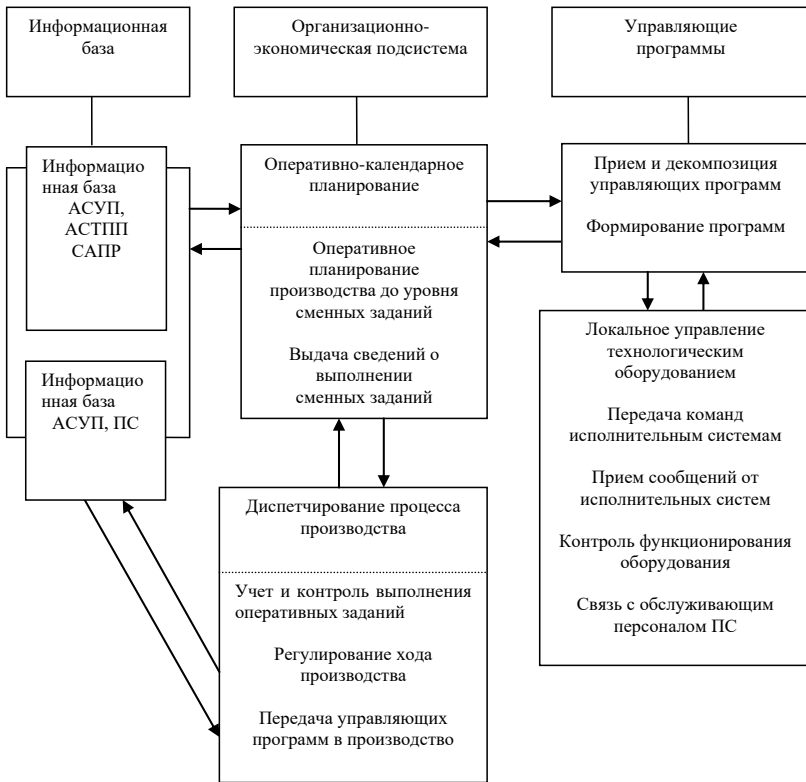 Информационная
база
Организационно-
экономическая подсистема
Управляющие
программы
Информацио
нная база
АСУП,
АСТПП
САПР
Информацио
нная база
АСУП, ПС
Оперативно-календарное
планирование
Оперативное
планирование
производства до уровня
сменных заданий
Выдача сведений о
выполнении
сменных заданий
Диспетчирование процесса
производства
Учет и контроль выполнения
оперативных заданий
Регулирование хода
производства
Передача управляющих
программ в производство
Прием и декомпозиция
управляющих программ
Формирование программ
Локальное управление
технологическим
оборудованием
Передача команд
исполнительным системам
Прием сообщений от
исполнительных систем
Контроль функционирования
оборудования
Связь с обслуживающим
персоналом ПС